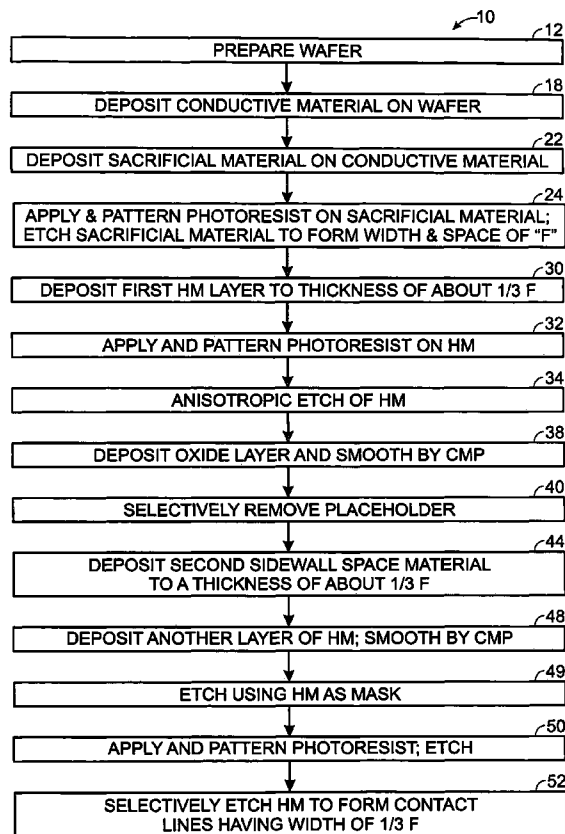 10
12
PREPARE WAFER
18
DEPOSIT CONDUCTIVE MATERIAL ON WAFER
22
DEPOSIT SACRIFICIAL MATERIAL ON CONDUCTIVE MATERIAL
24
APPLY & PATTERN PHOTORESIST ON SACRIFICIAL MATERIAL;
ETCH SACRIFICIAL MATERIAL TO FORM WIDTH & SPACE OF "F"
30
DEPOSIT FIRST HM LAYER TO THICKNESS OF ABOUT 1/3 F
32
APPLY AND PATTERN PHOTORESIST ON HM
34
ANISOTROPIC ETCH OF HM
38
DEPOSIT OXIDE LAYER AND SMOOTH BY CMP
40
SELECTIVELY REMOVE PLACEHOLDER
44
DEPOSIT SECOND SIDEWALL SPACE MATERIAL
TO A THICKNESS OF ABOUT 1/3 F
48
DEPOSIT ANOTHER LAYER OF HM; SMOOTH BY CMP
49
ETCH USING HM AS MASK
50
APPLY AND PATTERN PHOTORESIST; ETCH
52
SELECTIVELY ETCH HM TO FORM CONTACT
LINES HAVING WIDTH OF 1/3 F